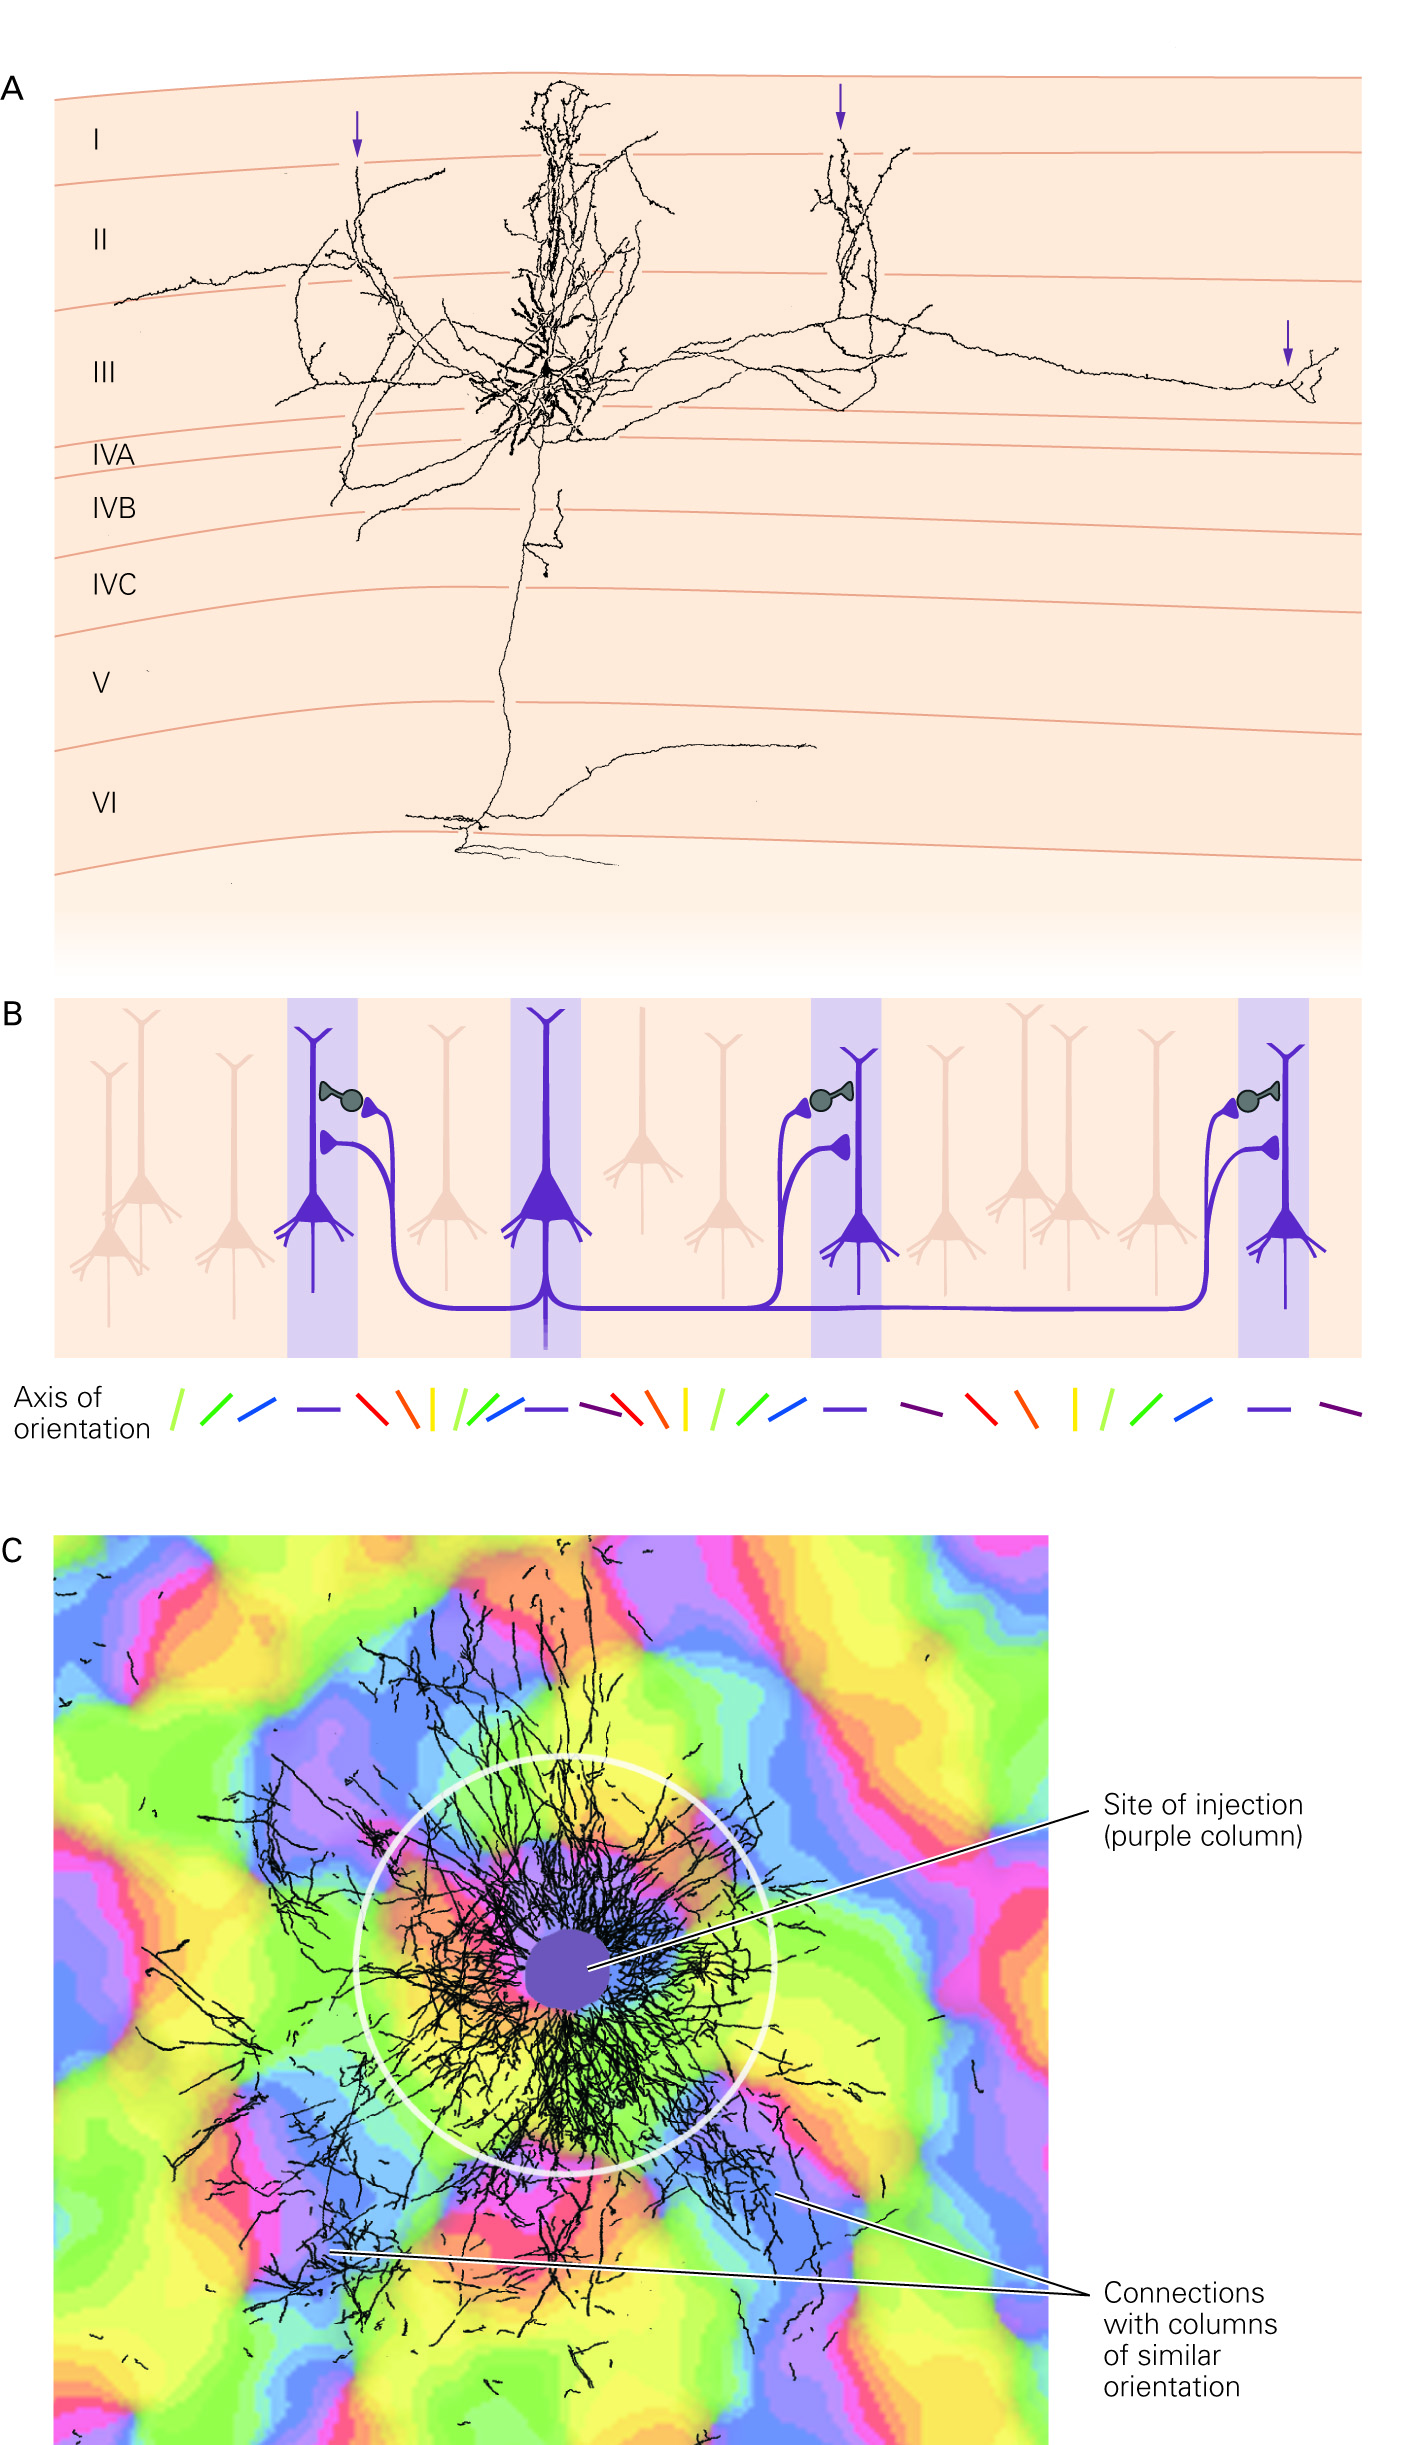 A
I
II
III
IVA
IVB
IVC
V
VI
B
Axis of
orientation
C
Site of injection
(purple column)
Connections
with columns
of similar
orientation